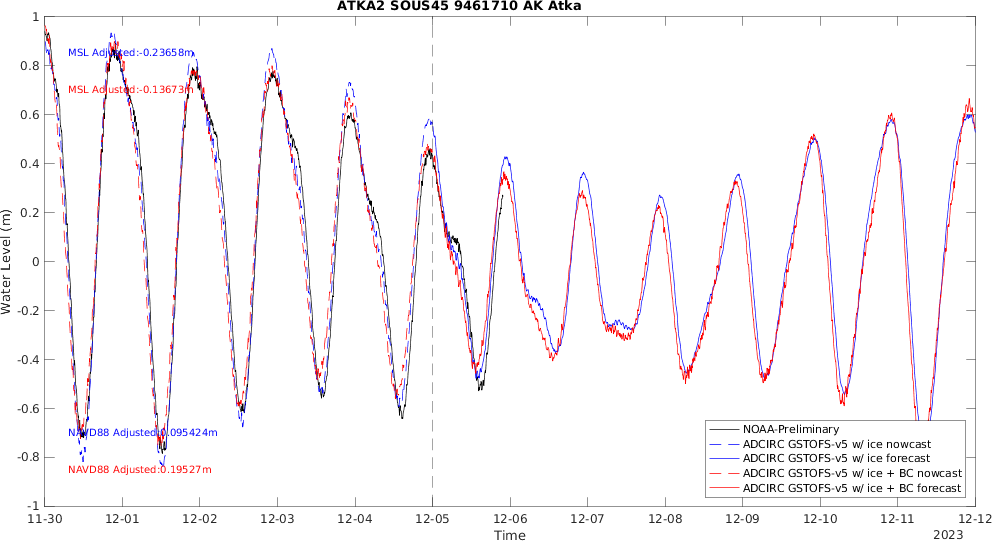 ATKA2 SOUS45 9461710 AK Atka
1
0.8
0.6
0.4
0.2
0
-0.2
-0.4
-0.6
-0.8
-1
Water Level (m)
MSL Adjusted:-0.23658m
MSL Adjusted:-0.13673m
NAVD88 Adjusted:0.095424m
NAVD88 Adjusted:0.19527m
NOAA-Preliminary
ADCIRC GSTOFS-v5 w/ ice nowcast
ADCIRC GSTOFS-v5 w/ ice forecast
ADCIRC GSTOFS-v5 w/ ice + BC nowcast
ADCIRC GSTOFS-v5 w/ ice + BC forecast
11-30 12-01 12-02 12-03 12-04 12-05 12-06 12-07 12-08 12-09 12-10 12-11 12-12
Time
2023